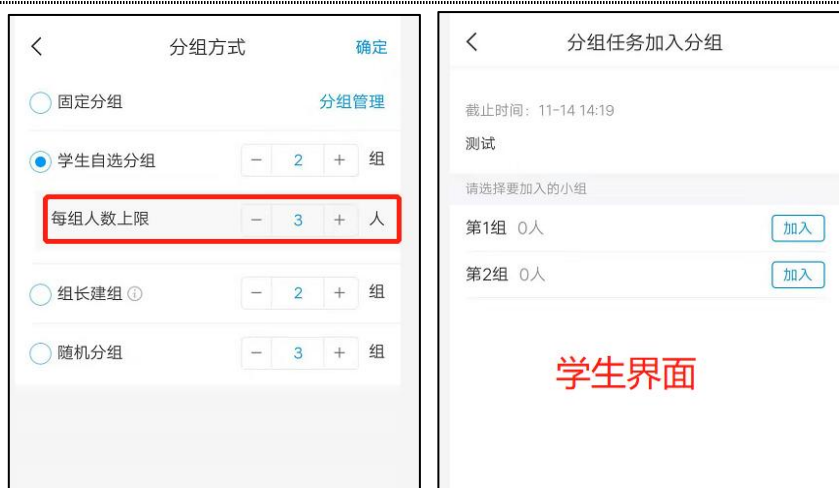 分组方式 确定
固定分组 分组管理
学生自选分组 － 2 ＋ 组
每组人数上限 － 3 ＋ 人
组长建组 － 2 ＋ 组
随机分组 － 3 ＋ 组
分组任务加入分组
截止时间：11-14 14:19
测试
请选择要加入的小组
第1组 0人 加入
第2组 0人 加入
学生界面